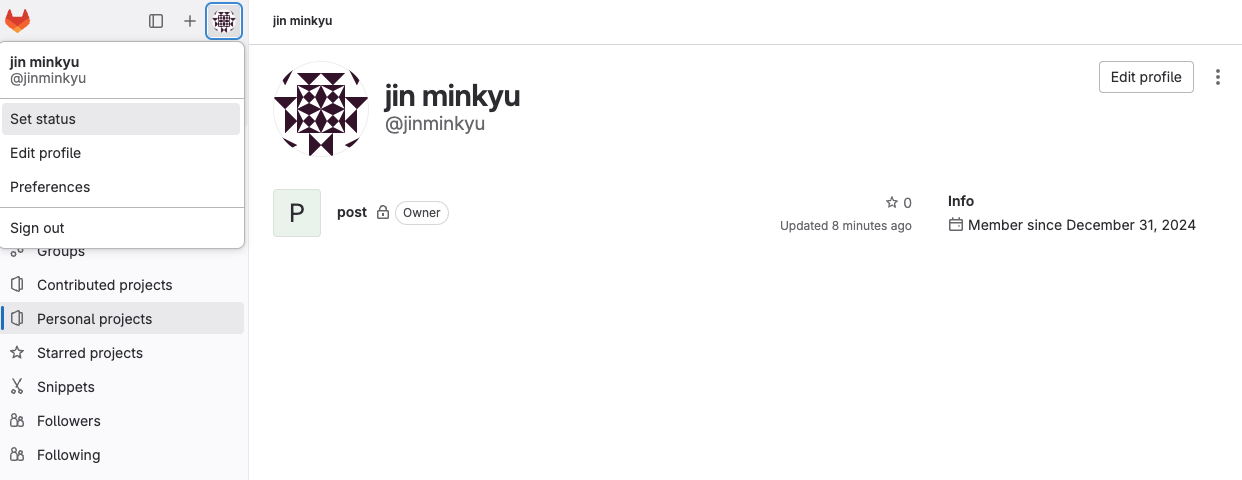 jin minkyu
@jinminkyu
Set status
Edit profile
Preferences
Sign out
Groups
Contributed projects
Personal projects
Starred projects
Snippets
Followers
Following
jin minkyu
jin minkyu
@jinminkyu
Edit profile
P
post
Owner
0
Updated 8 minutes ago
Info
Member since December 31, 2024